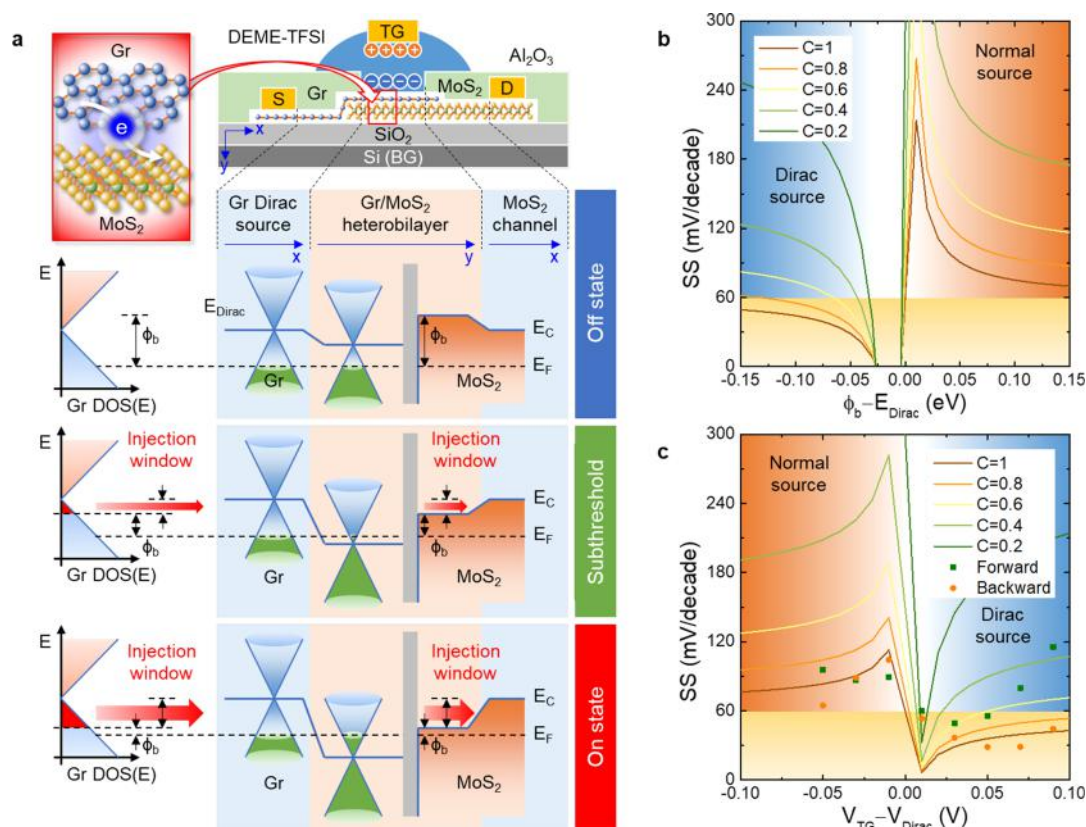 a
Gr
e
MoS2
DEME-TFSI
TG
Al2O3
S
Gr
MoS2
D
x
y
SiO2
Si (BG)
Gr Dirac
source
x
Gr/MoS2
heterobilayer
y
MoS2
channel
x
E
ϕb
Gr DOS(E)
EDirac
Gr
ϕb
EC
EF
MoS2
Off state
E
Injection
window
ϕb
Gr DOS(E)
Gr
Injection
window
ϕb
EC
EF
MoS2
Subthreshold
E
Injection
window
ϕb
Gr DOS(E)
Gr
Injection
window
ϕb
EC
EF
MoS2
On state
b
SS (mV/decade)
300
240
180
120
60
0
C=1
C=0.8
C=0.6
C=0.4
C=0.2
Normal
source
Dirac
source
-0.15 -0.10 -0.05 0.00 0.05 0.10 0.15
ϕb–EDirac (eV)
c
SS (mV/decade)
300
240
180
120
60
0
Normal
source
C=1
C=0.8
C=0.6
C=0.4
C=0.2
Forward
Backward
Dirac
source
-0.10 -0.05 0.00 0.05 0.10
VTG–VDirac (V)